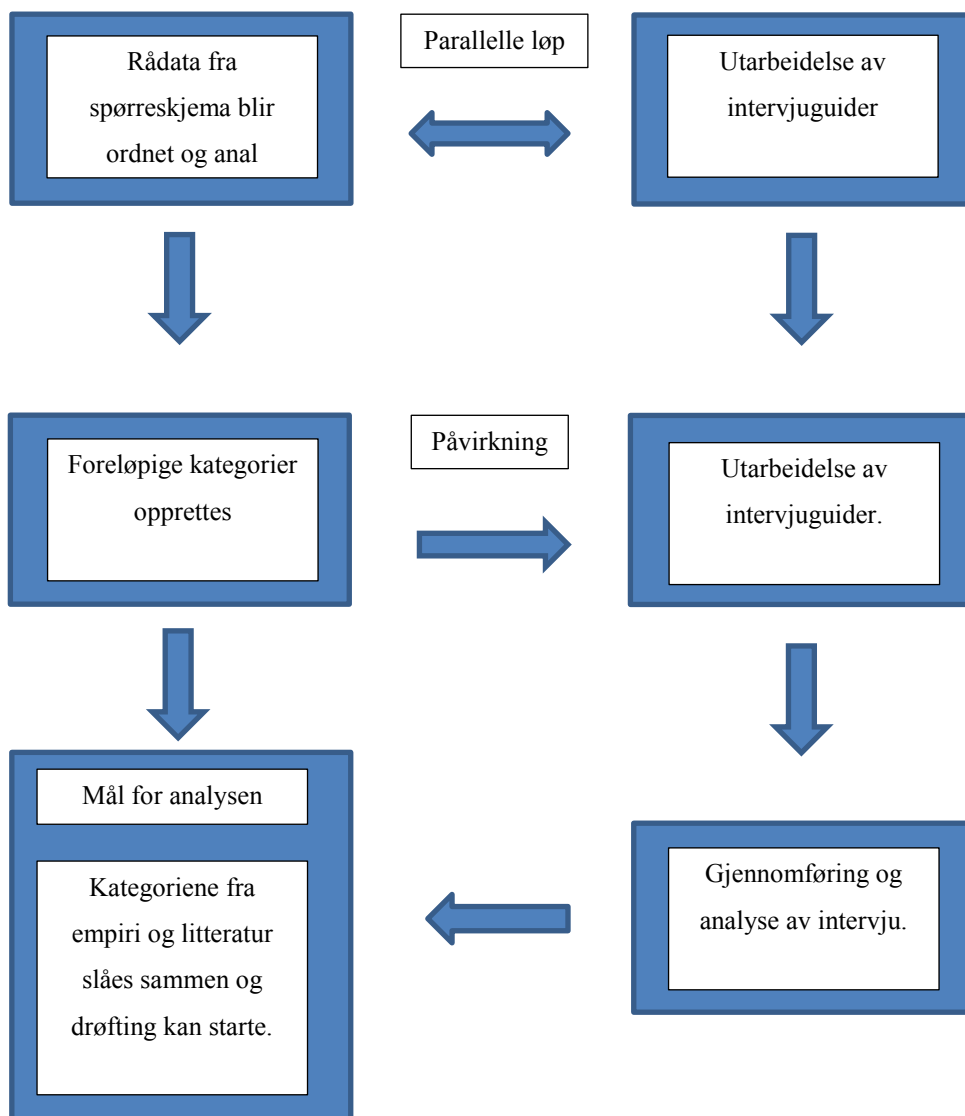 Rådata fra
spørreskjema blir
ordnet og anal
Parallelle løp
Utarbeidelse av
intervjuguider
Foreløpige kategorier
opprettes
Påvirkning
Utarbeidelse av
intervjuguider.
Mål for analysen
Kategoriene fra
empiri og litteratur
slåes sammen og
drøfting kan starte.
Gjennomføring og
analyse av intervju.